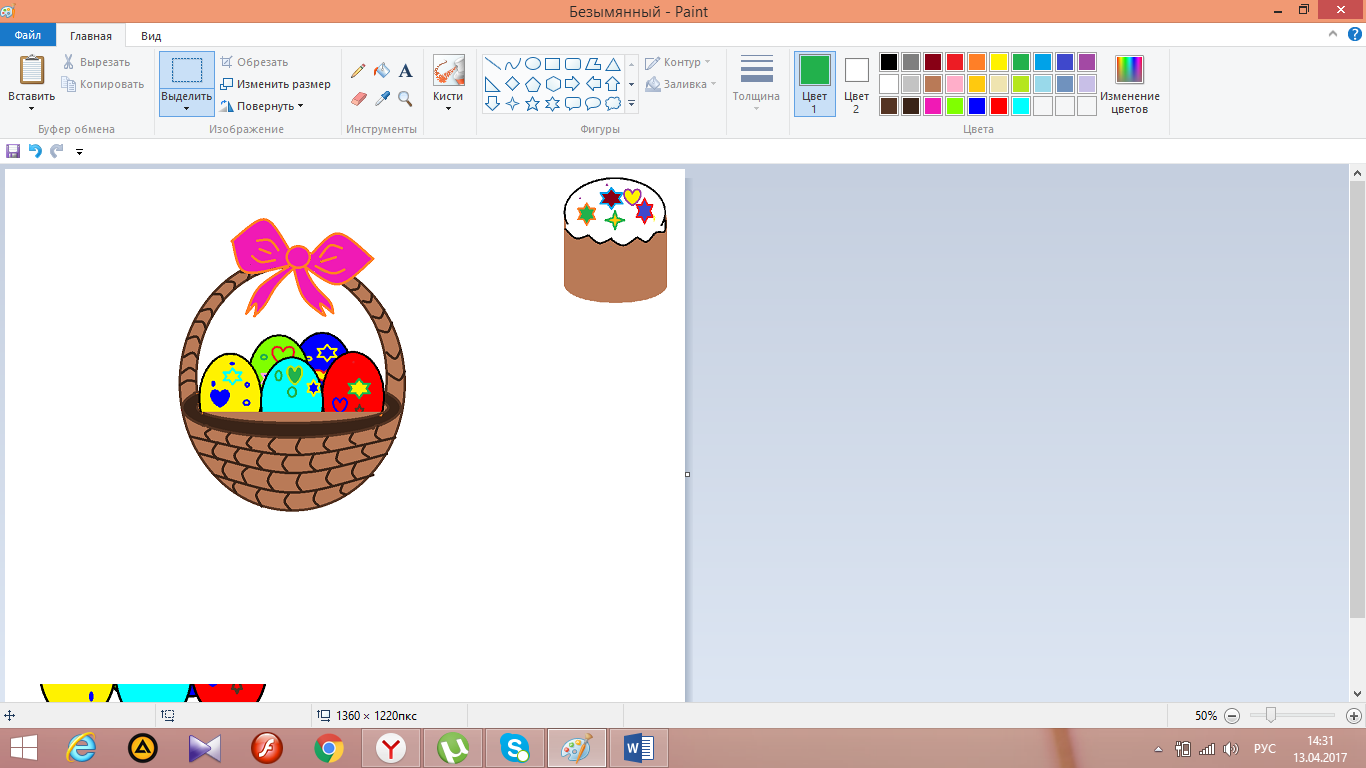 Безымянный - Paint
Файл
Главная
Вид
Вставить
Вырезать
Копировать
Буфер обмена
Выделить
Обрезать
Изменить размер
Повернуть
Изображение
A
Инструменты
Кисти
Фигуры
Контур
Заливка
Толщина
Цвет
1
Цвет
2
Цвета
Изменение
цветов
1360 × 1220пкс
50%
РУС
14:31
13.04.2017